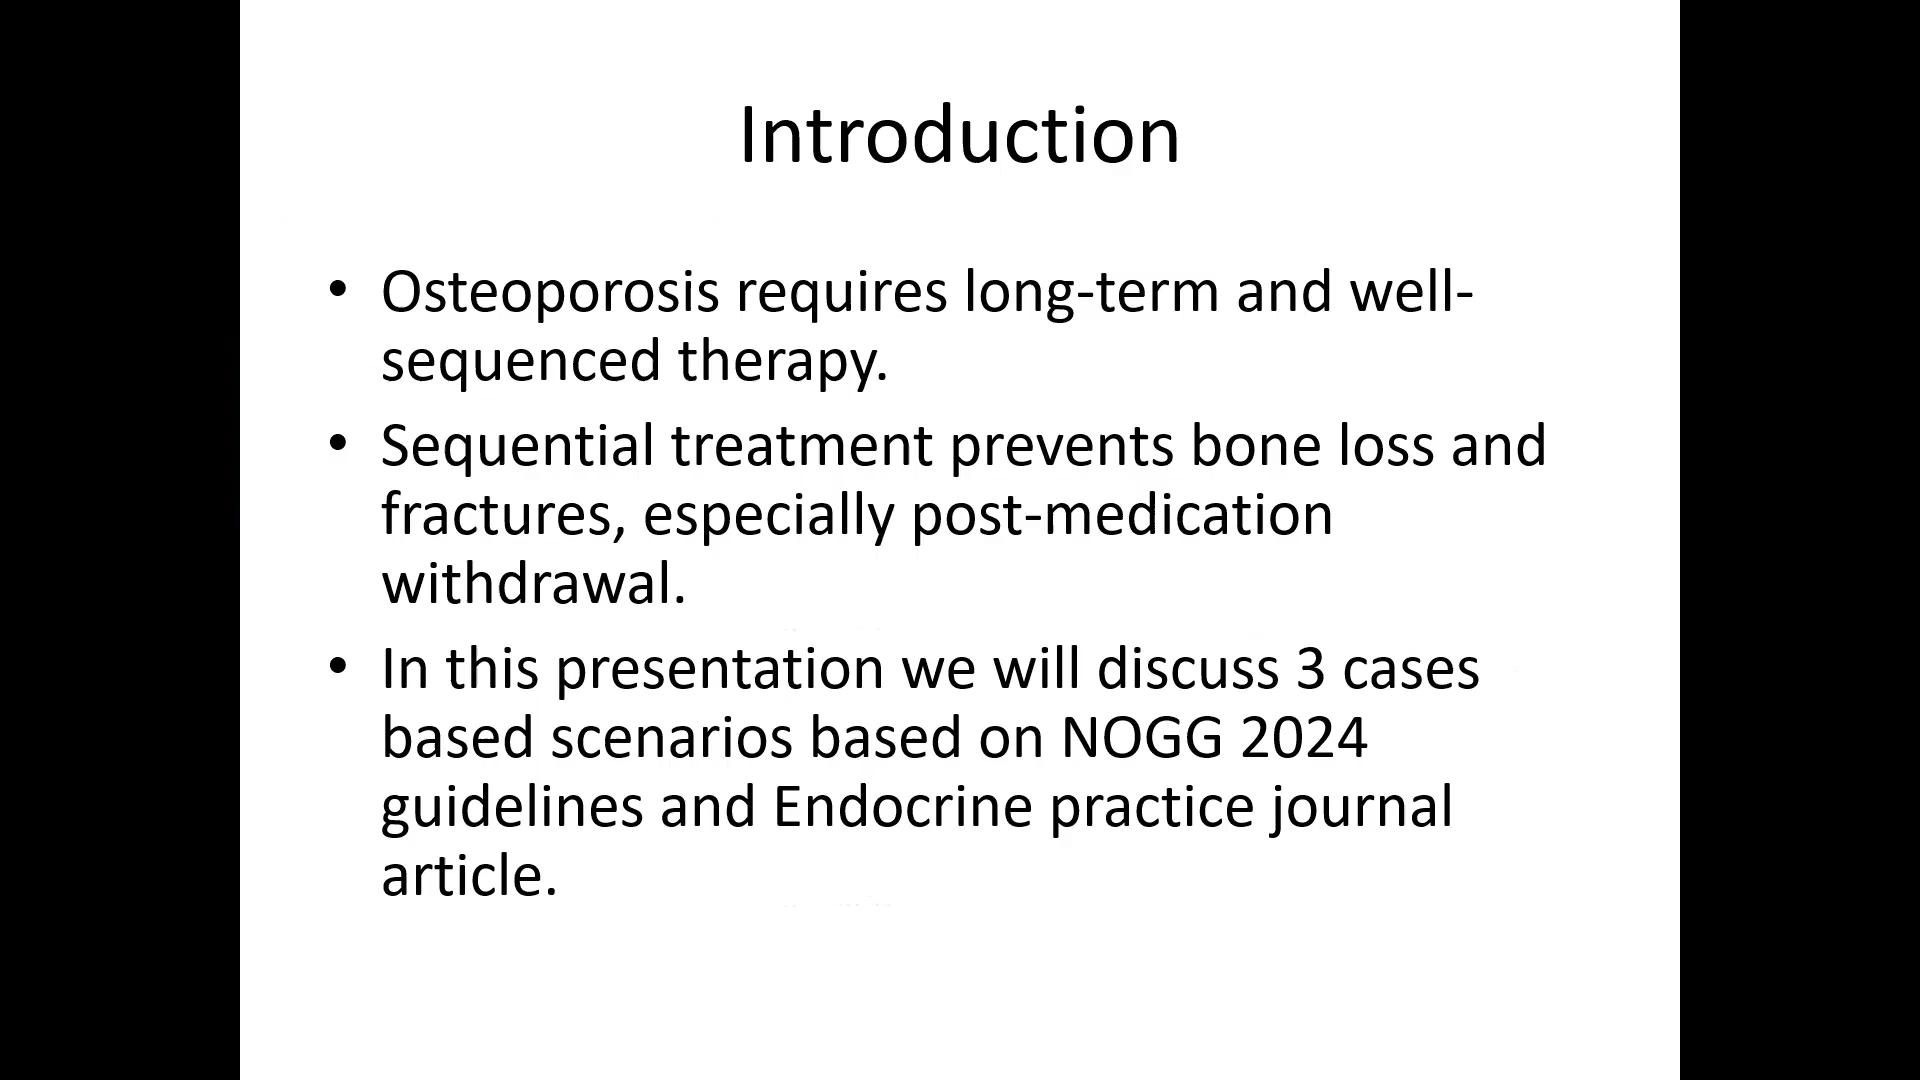 Introduction
• Osteoporosis requires long-term and well-
sequenced therapy.
• Sequential treatment prevents bone loss and
fractures, especially post-medication
withdrawal.
• In this presentation we will discuss 3 cases
based scenarios based on NOGG 2024
guidelines and Endocrine practice journal
article.